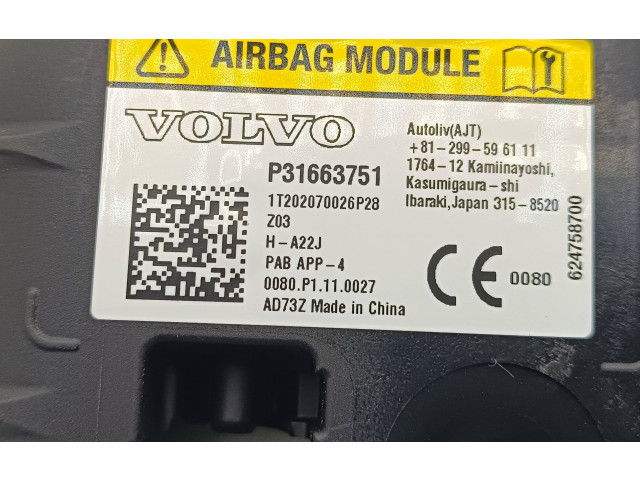 AIRBAG MODULE
VOLVO
P31663751
1T202070026P28
Z03
H-A22J
PAB APP-4
0080.P1.11.0027
AD73Z Made in China
Autoliv(AJT)
+81-299-59 61 11
1764-12 Kamiinayoshi,
Kasumigaura-shi
Ibaraki,Japan 315-8520
CE 0080
624758700